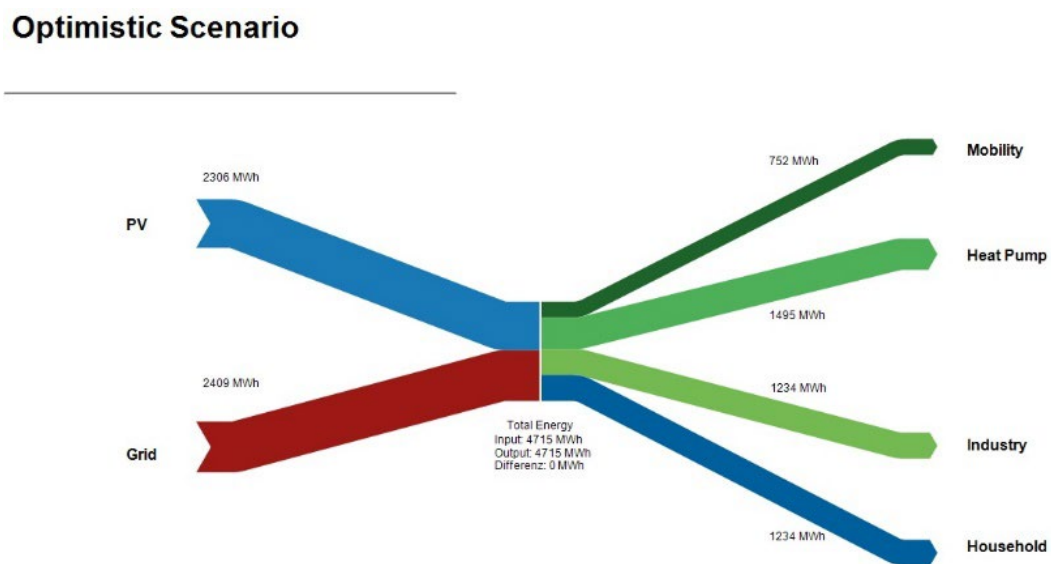 Optimistic Scenario
752 MWh
Mobility
2306 MWh
PV
Heat Pump
1495 MWh
2409 MWh
1234 MWh
Total Energy
Input: 4715 MWh
Output: 4715 MWh
Differenz: 0 MWh
Grid
Industry
1234 MWh
Household